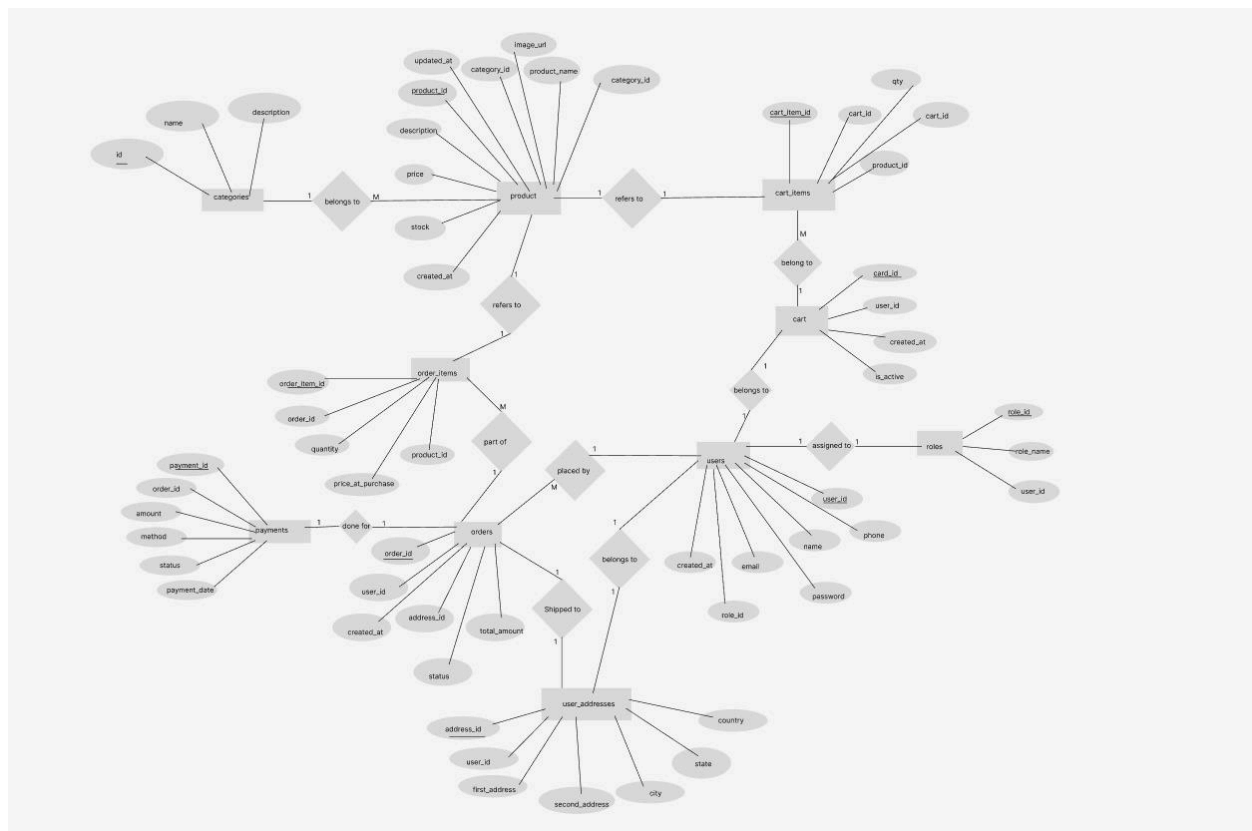 image_url
updated_at
category_id
product_name
category_id
product_id
description
price
stock
created_at
product
name
description
id
categories
1
belongs to
M
1
refers to
1
qty
cart_item_id
cart_id
cart_id
product_id
cart_items
M
belong to
1
cart
card_id
user_id
created_at
is_active
1
belongs to
1
1
refers to
1
order_items
order_item_id
order_id
quantity
price_at_purchase
product_id
M
part of
1
users
1
assigned to
1
roles
role_id
role_name
user_id
1
placed by
M
user_id
phone
name
email
password
created_at
role_id
payment_id
order_id
amount
method
status
payment_date
payments
1
done for
1
orders
order_id
user_id
created_at
address_id
status
total_amount
1
Shipped to
1
1
belongs to
1
user_addresses
address_id
user_id
first_address
second_address
city
state
country